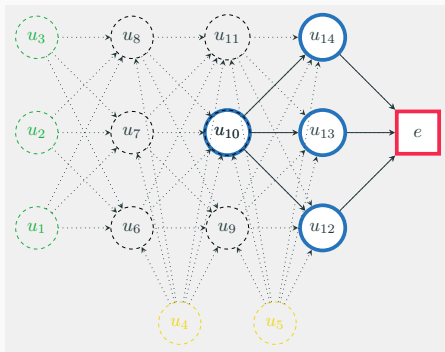 u₃ u₈ u₁₁ u₁₄
u₂ u₇ u₁₀ u₁₃ e
u₁ u₆ u₉ u₁₂
u₄ u₅